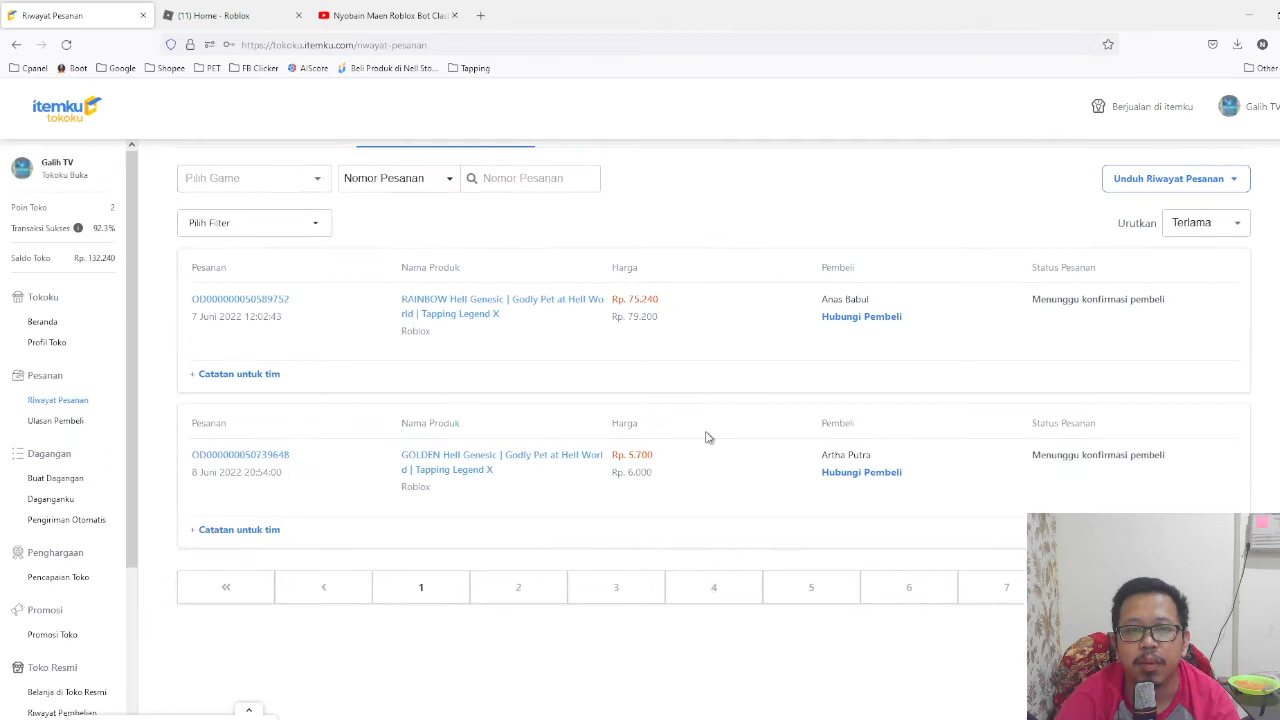 Riwayat Pesanan
(11) Home - Roblox
Nyobain Maen Roblox Bot Clas
https://tokoku.itemku.com/riwayat-pesanan
Cpanel
Boot
Google
Shopee
PET
FB Clicker
AIScore
Beli Produk di Nell Sto...
Tapping
Other
itemku
tokoku
Berjualan di itemku
Galih TV
Galih TV
Tokoku Buka
Poin Toko 2
Transaksi Sukses 92.3%
Saldo Toko Rp. 132.240
Tokoku
Beranda
Profil Toko
Pesanan
Riwayat Pesanan
Ulasan Pembeli
Dagangan
Buat Dagangan
Daganganku
Pengiriman Otomatis
Penghargaan
Pencapaian Toko
Promosi
Promosi Toko
Toko Resmi
Belanja di Toko Resmi
Riwayat Pembelian
Pilih Game
Nomor Pesanan
Nomor Pesanan
Unduh Riwayat Pesanan
Pilih Filter
Urutkan
Terlama
Pesanan Nama Produk Harga Pembeli Status Pesanan
OD000000050589752
7 Juni 2022 12:02:43
RAINBOW Hell Genesic | Godly Pet at Hell Wo
rld | Tapping Legend X
Roblox
Rp. 75.240
Rp. 79.200
Anas Babul
Hubungi Pembeli
Menunggu konfirmasi pembeli
+ Catatan untuk tim
Pesanan Nama Produk Harga Pembeli Status Pesanan
OD000000050739648
8 Juni 2022 20:54:00
GOLDEN Hell Genesic | Godly Pet at Hell Worl
d | Tapping Legend X
Roblox
Rp. 5.700
Rp. 6.000
Artha Putra
Hubungi Pembeli
Menunggu konfirmasi pembeli
+ Catatan untuk tim
« ‹ 1 2 3 4 5 6 7